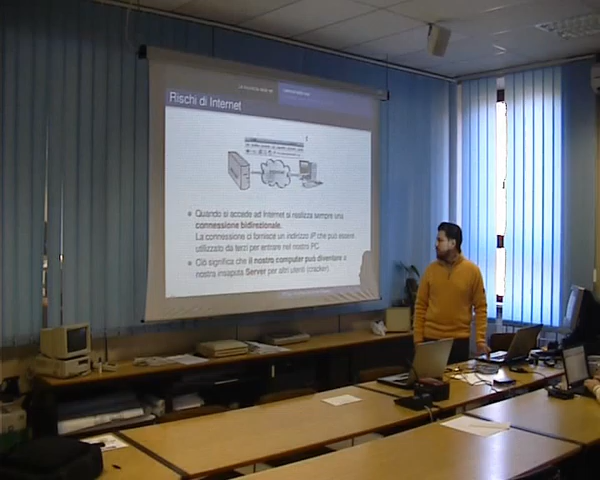 Rischi di Internet
Quando si accede ad Internet si realizza sempre una
connessione bidirezionale.
La connessione ci fornisce un indirizzo IP che può essere
utilizzato da terzi per entrare nel nostro PC
Ciò significa che il nostro computer può diventare a
nostra insaputa Server per altri utenti (cracker)